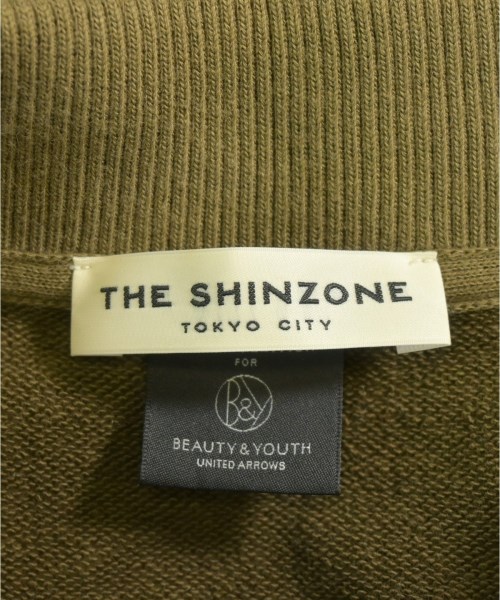 THE SHINZONE
TOKYO CITY
FOR
B&Y
BEAUTY & YOUTH
UNITED ARROWS